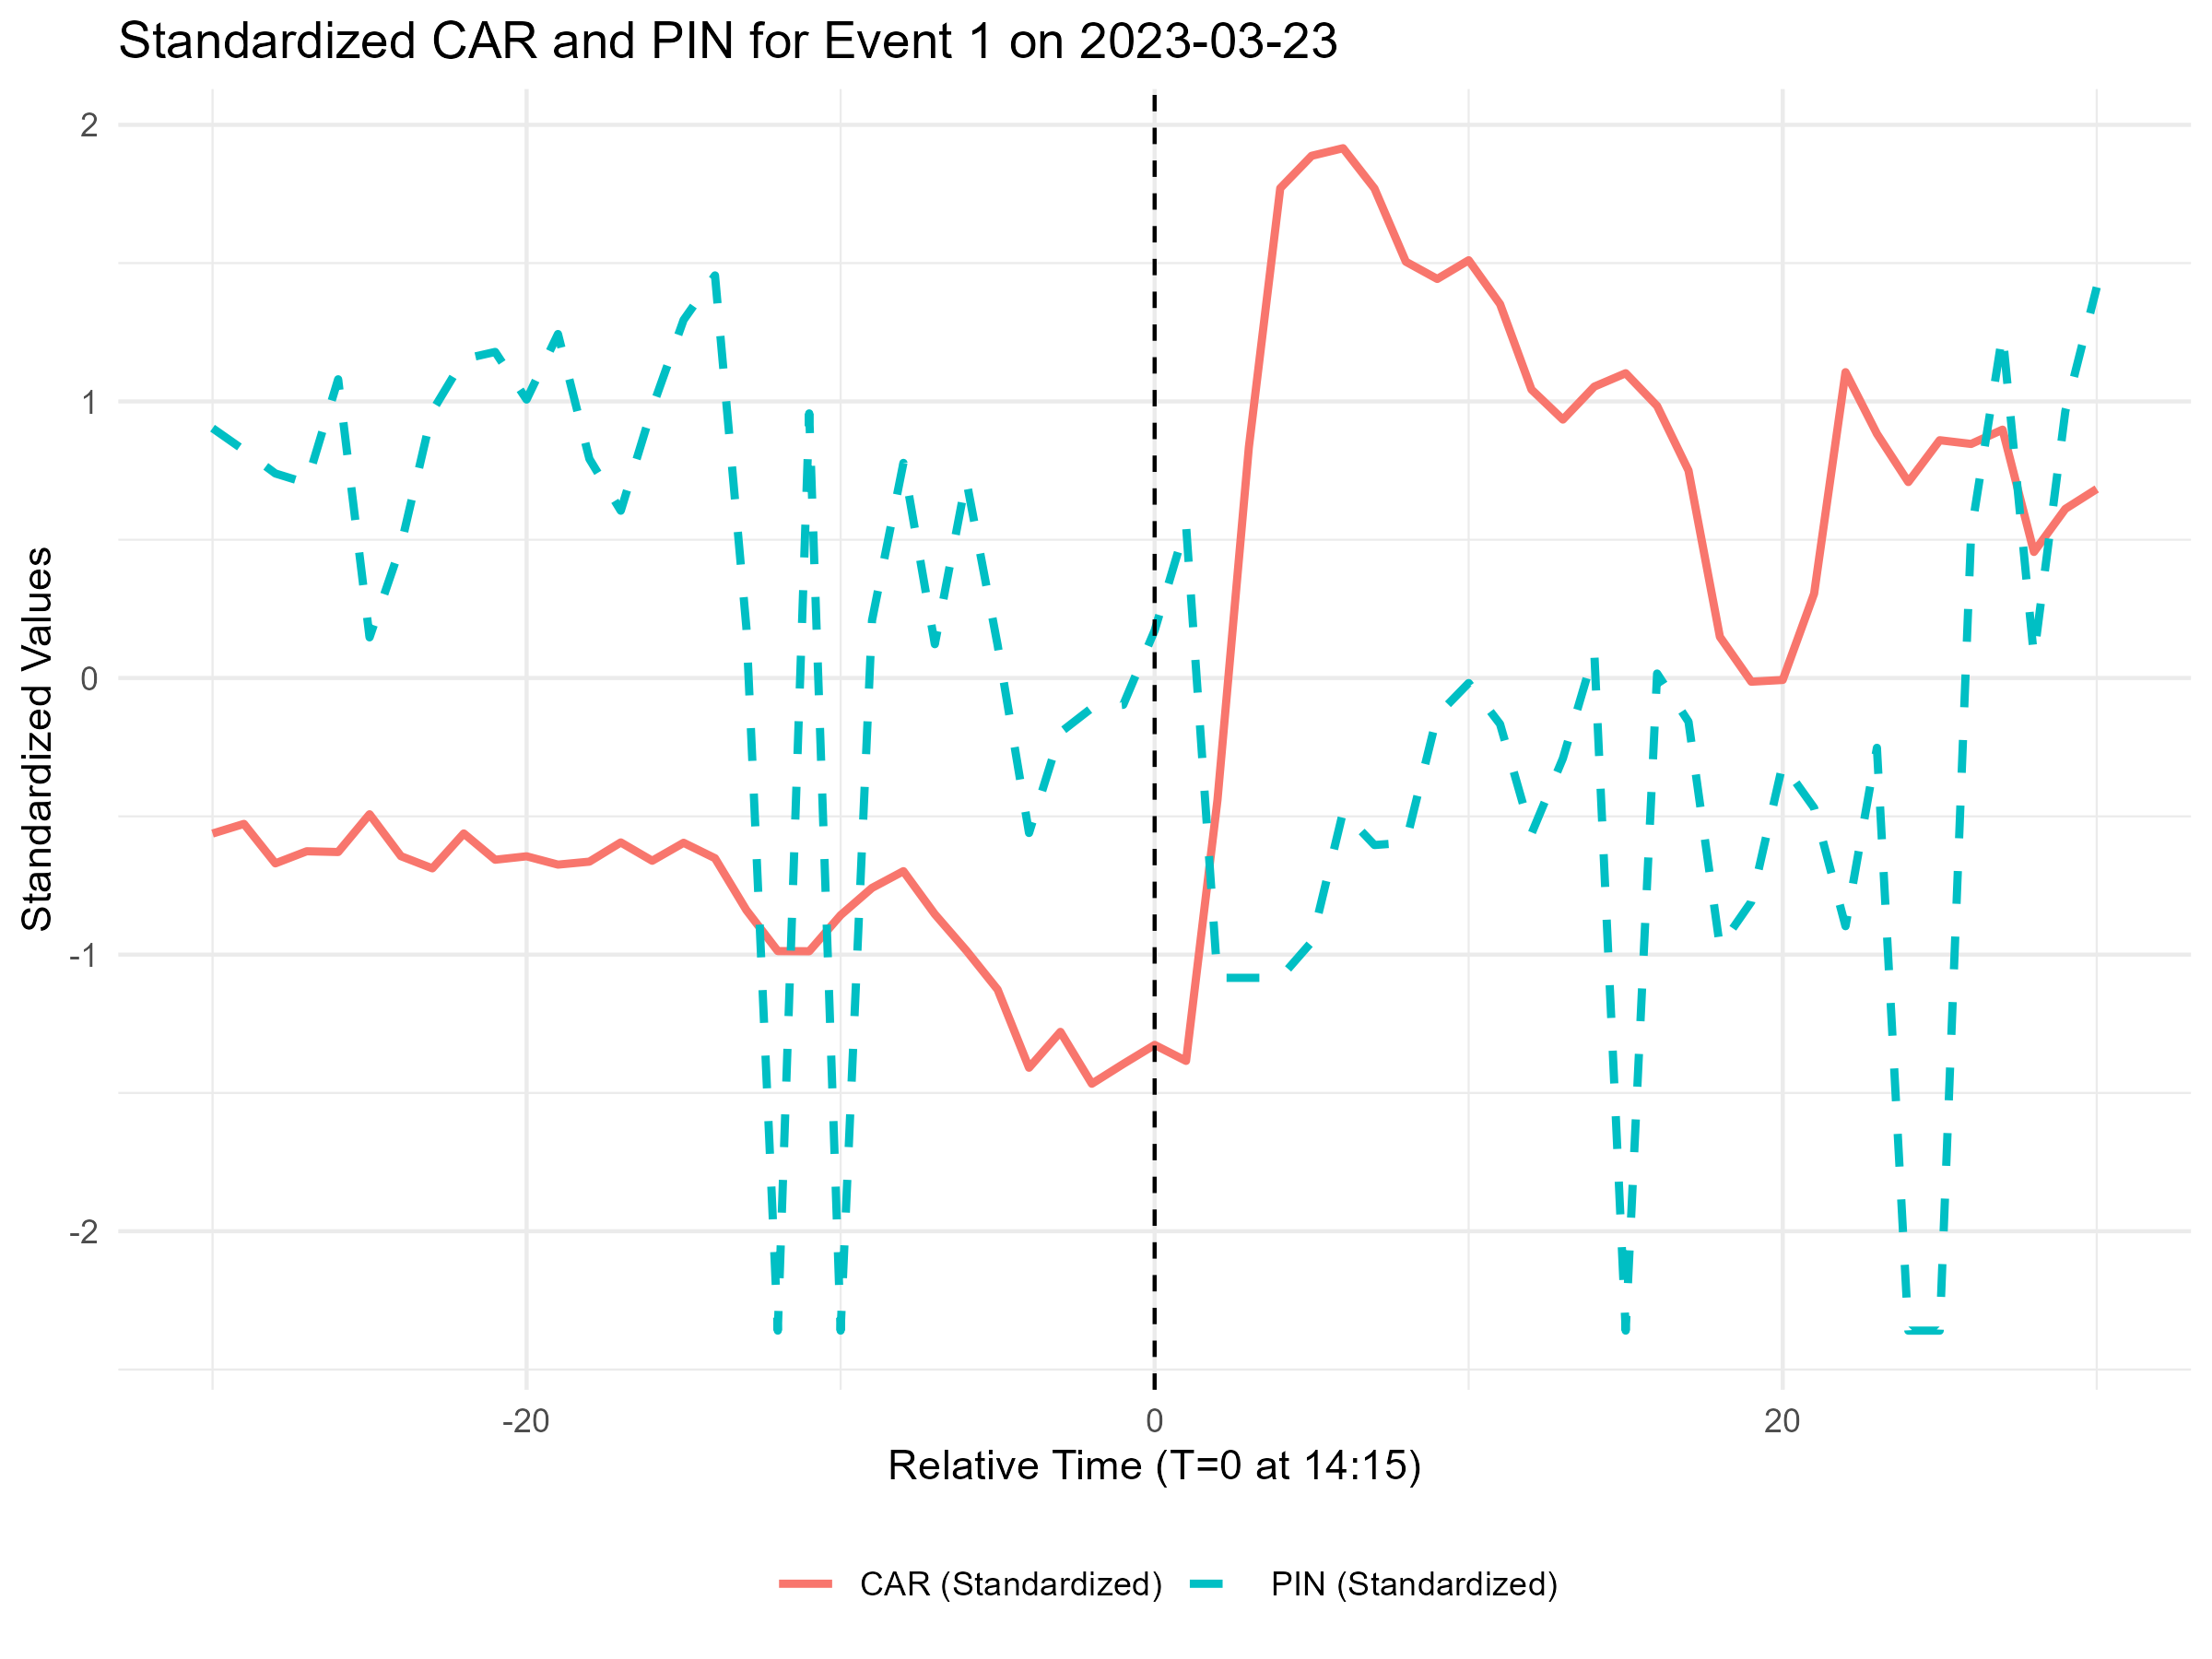 Standardized CAR and PIN for Event 1 on 2023-03-23
Standardized Values
2
1
0
-1
-2
-20
0
20
Relative Time (T=0 at 14:15)
CAR (Standardized)
PIN (Standardized)